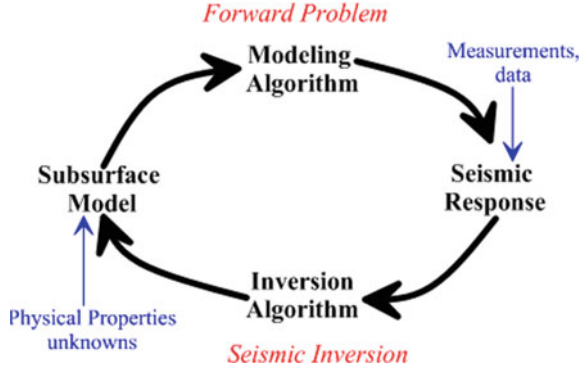 Forward Problem
Modeling
Algorithm
Measurements,
data
Subsurface
Model
Seismic
Response
Inversion
Algorithm
Physical Properties
unknowns
Seismic Inversion